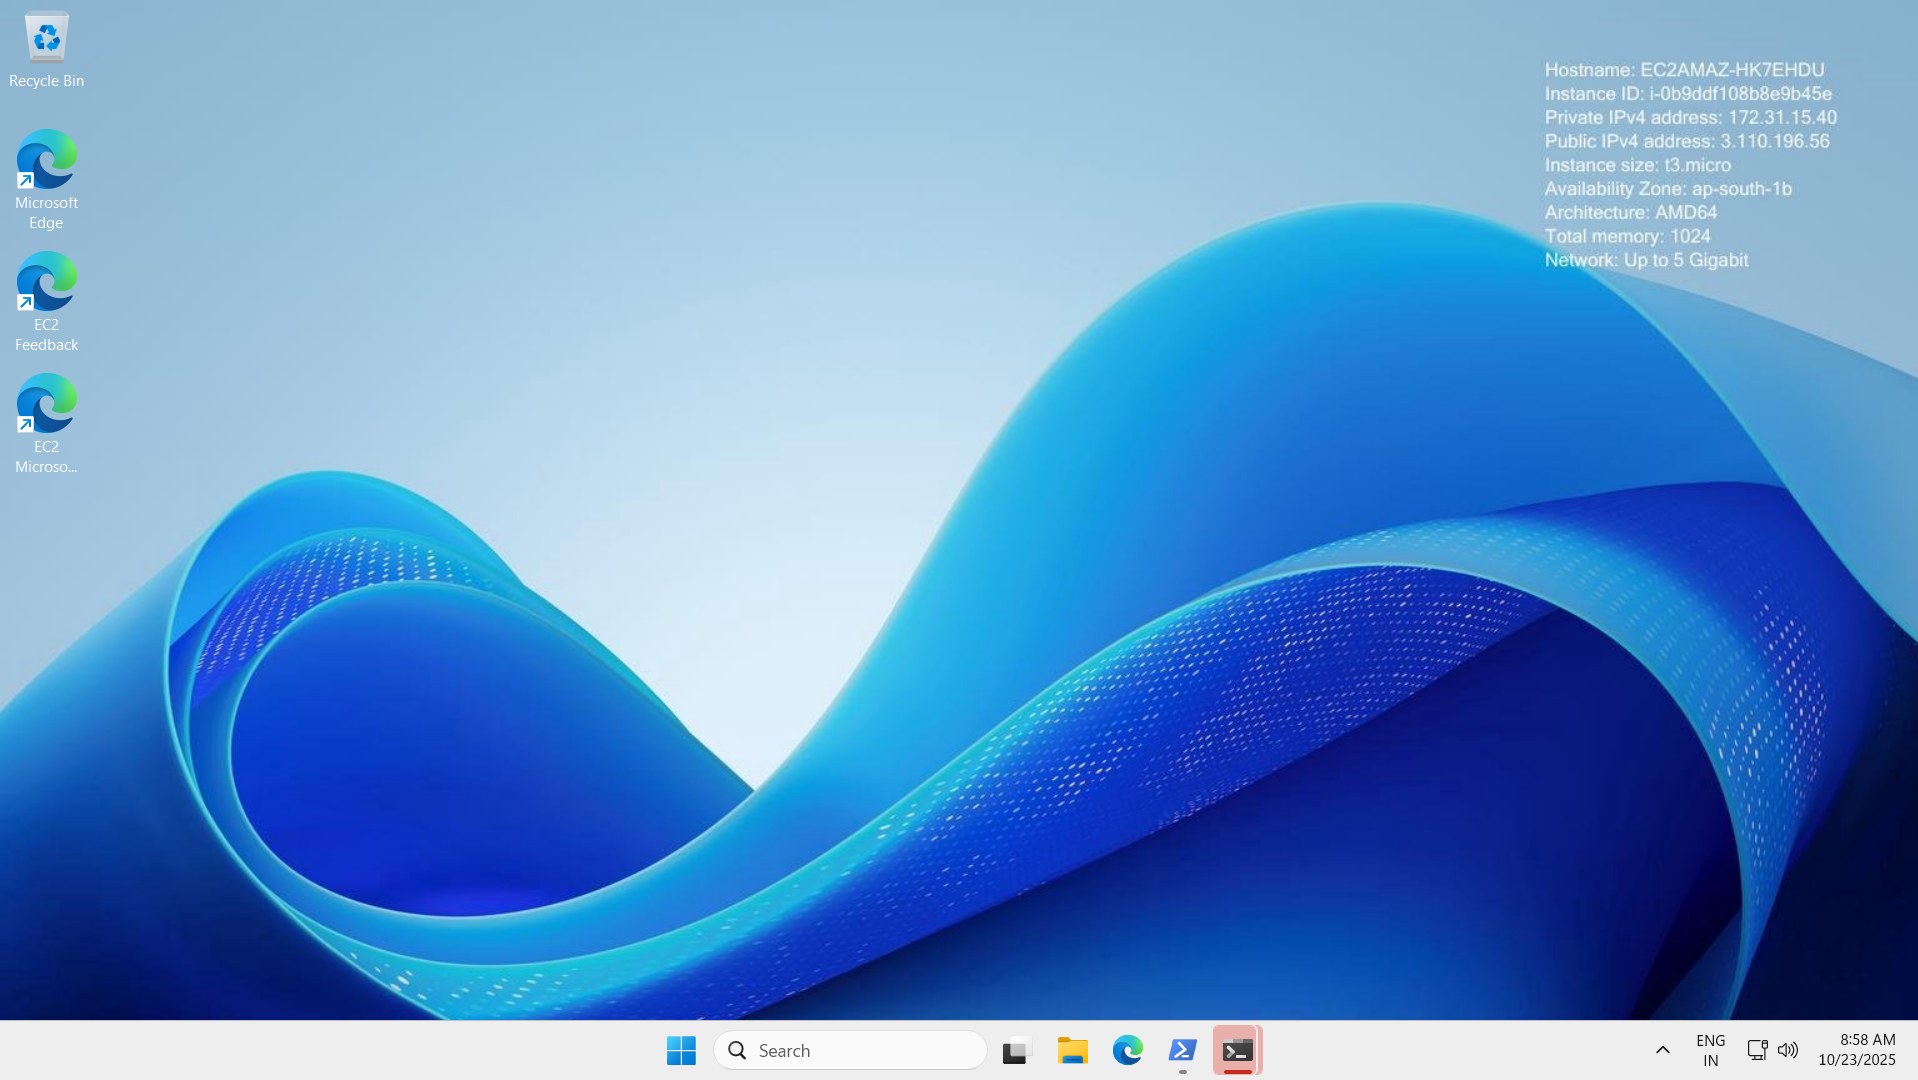 Recycle Bin
Microsoft
Edge
EC2
Feedback
EC2
Microso...
Hostname: EC2AMAZ-HK7EHDU
Instance ID: i-0b9ddf108b8e9b45e
Private IPv4 address: 172.31.15.40
Public IPv4 address: 3.110.196.56
Instance size: t3.micro
Availability Zone: ap-south-1b
Architecture: AMD64
Total memory: 1024
Network: Up to 5 Gigabit
Search
ENG
IN
8:58 AM
10/23/2025